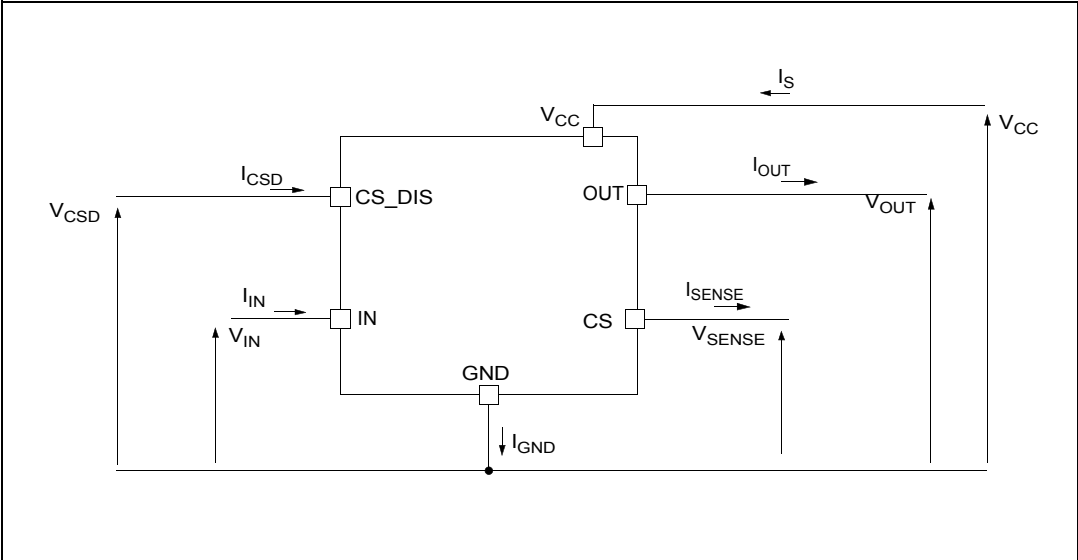 I_S
V_CC
V_CC
I_CSD
I_OUT
CS_DIS
OUT
V_CSD
V_OUT
I_IN
I_SENSE
IN
CS
V_IN
V_SENSE
GND
I_GND